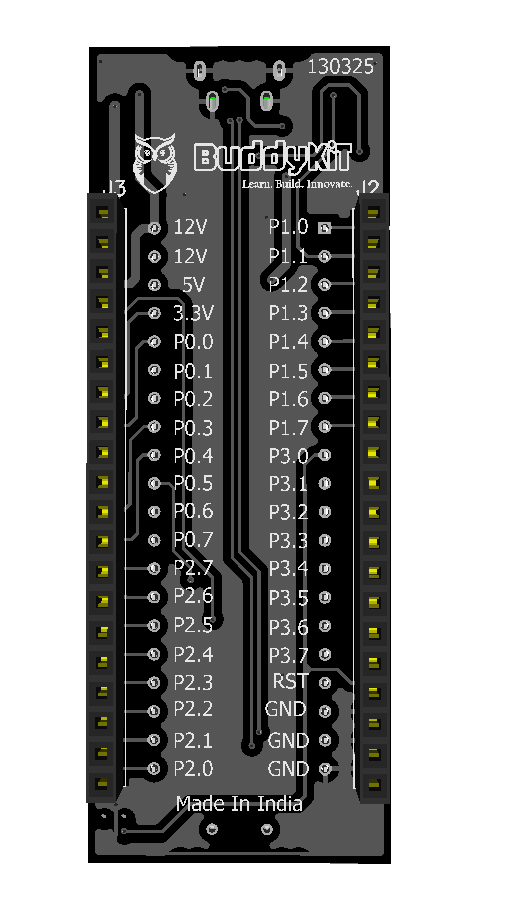 130325
BuddyKiT
Learn. Build. Innovate.
J3 J2
12V P1.0
12V P1.1
5V P1.2
3.3V P1.3
P0.0 P1.4
P0.1 P1.5
P0.2 P1.6
P0.3 P1.7
P0.4 P3.0
P0.5 P3.1
P0.6 P3.2
P0.7 P3.3
P2.7 P3.4
P2.6 P3.5
P2.5 P3.6
P2.4 P3.7
P2.3 RST
P2.2 GND
P2.1 GND
P2.0 GND
Made In India